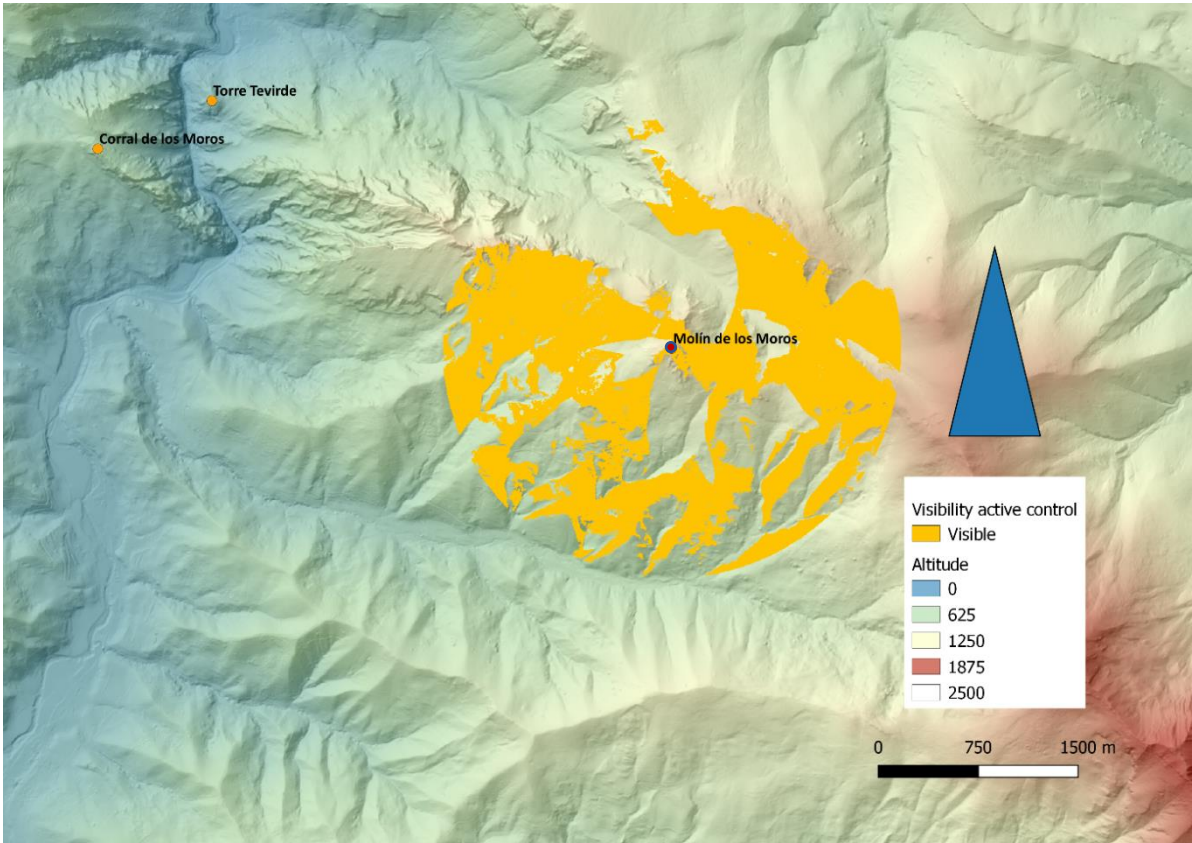 Torre Tevirde
Corral de los Moros
Molín de los Moros
Visibility active control
Visible
Altitude
0
625
1250
1875
2500
0 750 1500 m